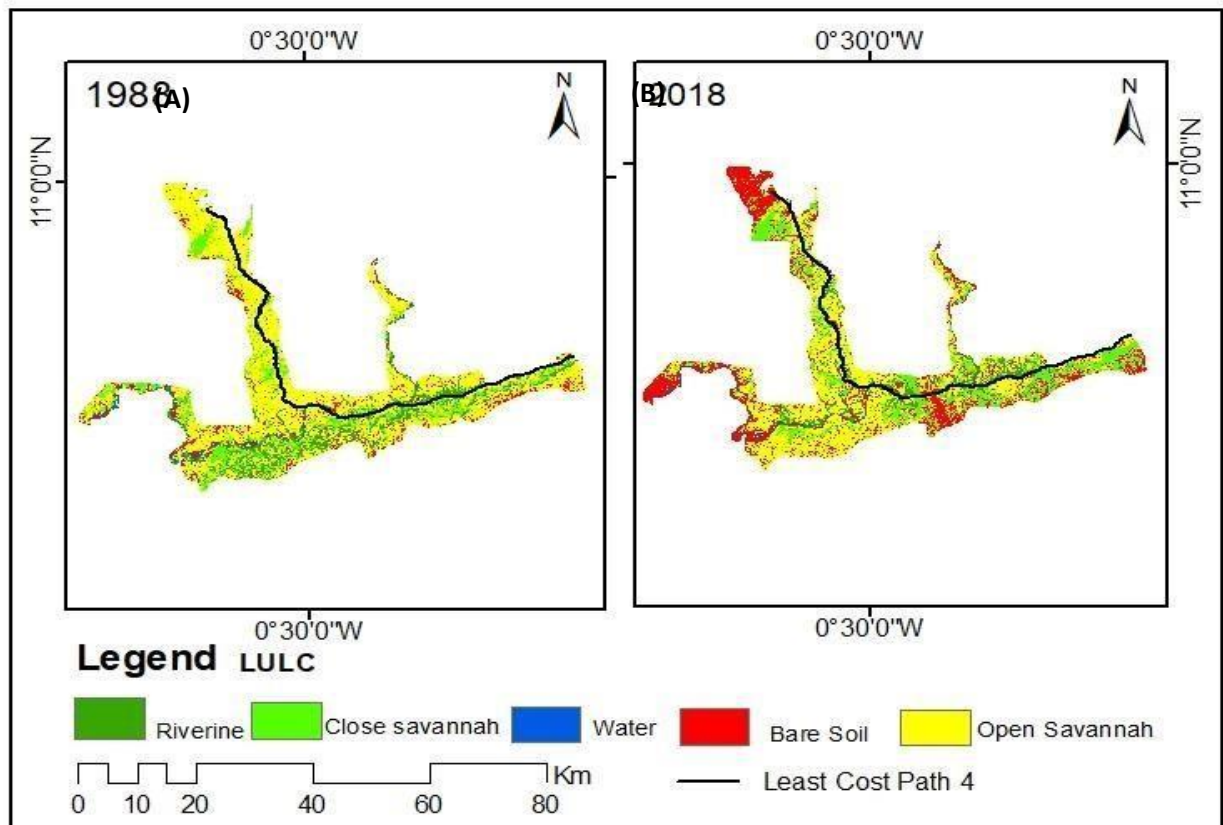 0°30'0"W 0°30'0"W
1988 (A) N (B) 2018 N
11°0'0"N 11°0'0"N
0°30'0"W 0°30'0"W
Legend LULC
Riverine Close savannah Water Bare Soil Open Savannah
Km Least Cost Path 4
0 10 20 40 60 80